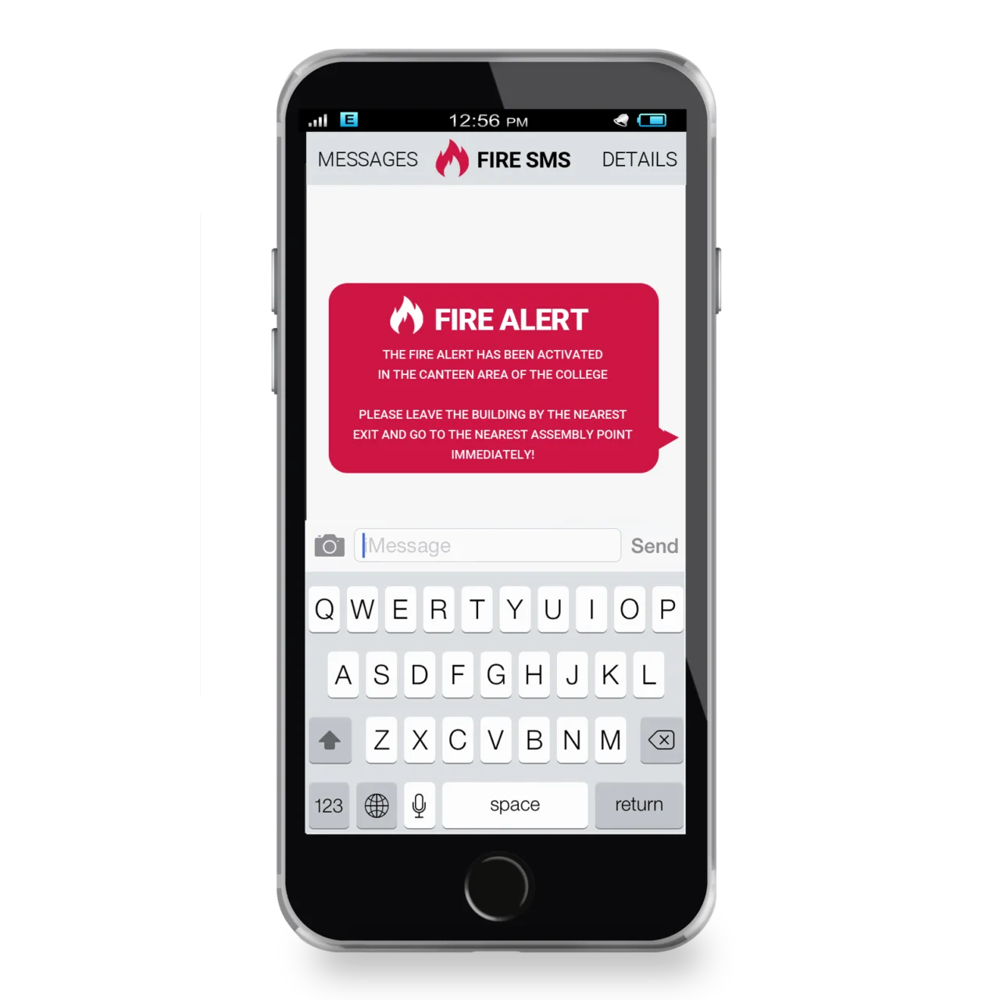 E 12:56 PM
MESSAGES FIRE SMS DETAILS
FIRE ALERT
THE FIRE ALERT HAS BEEN ACTIVATED
IN THE CANTEEN AREA OF THE COLLEGE
PLEASE LEAVE THE BUILDING BY THE NEAREST
EXIT AND GO TO THE NEAREST ASSEMBLY POINT
IMMEDIATELY!
iMessage Send
Q W E R T Y U I O P
A S D F G H J K L
Z X C V B N M
123 space return